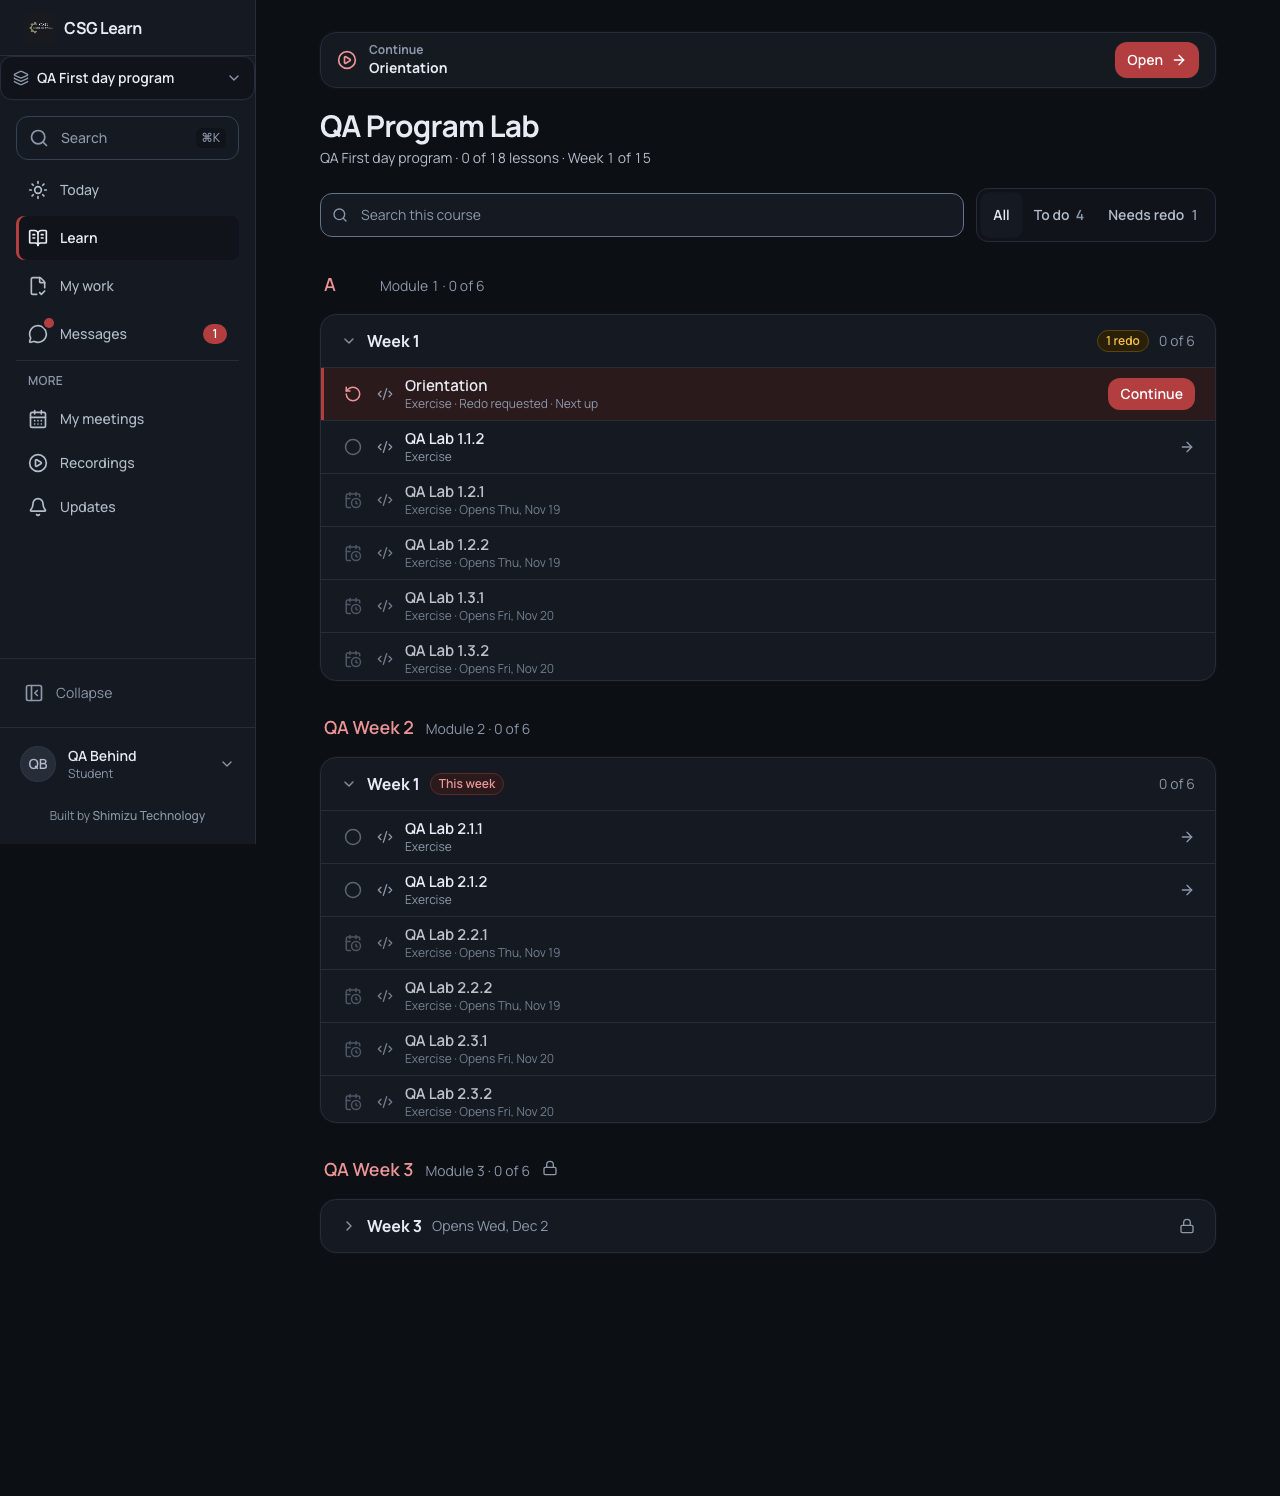 CSG Learn
QA First day program
Search ⌘K
Today
Learn
My work
Messages 1
MORE
My meetings
Recordings
Updates
Collapse
QB
QA Behind
Student
Built by Shimizu Technology
Continue
Orientation
Open
QA Program Lab
QA First day program · 0 of 18 lessons · Week 1 of 15
Search this course
All To do 4 Needs redo 1
A Module 1 · 0 of 6
Week 1 1 redo 0 of 6
Orientation
Exercise · Redo requested · Next up
Continue
QA Lab 1.1.2
Exercise
QA Lab 1.2.1
Exercise · Opens Thu, Nov 19
QA Lab 1.2.2
Exercise · Opens Thu, Nov 19
QA Lab 1.3.1
Exercise · Opens Fri, Nov 20
QA Lab 1.3.2
Exercise · Opens Fri, Nov 20
QA Week 2 Module 2 · 0 of 6
Week 1 This week 0 of 6
QA Lab 2.1.1
Exercise
QA Lab 2.1.2
Exercise
QA Lab 2.2.1
Exercise · Opens Thu, Nov 19
QA Lab 2.2.2
Exercise · Opens Thu, Nov 19
QA Lab 2.3.1
Exercise · Opens Fri, Nov 20
QA Lab 2.3.2
Exercise · Opens Fri, Nov 20
QA Week 3 Module 3 · 0 of 6
Week 3 Opens Wed, Dec 2